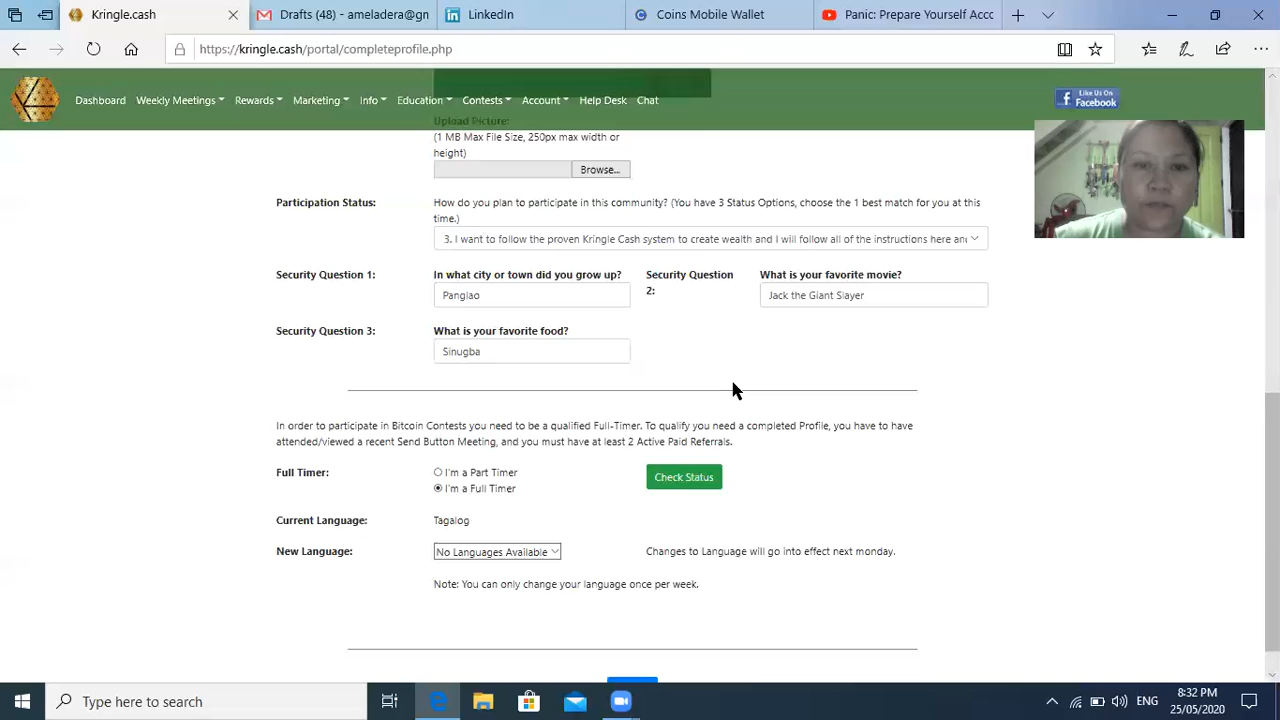 Kringle.cash
Drafts (48) - ameladera@gn
LinkedIn
Coins Mobile Wallet
Panic: Prepare Yourself Acco
https://kringle.cash/portal/completeprofile.php
Dashboard Weekly Meetings Rewards Marketing Info Education Contests Account Help Desk Chat
Like Us On
Facebook
Upload Picture:
(1 MB Max File Size, 250px max width or
height)
Browse...
Participation Status:
How do you plan to participate in this community? (You have 3 Status Options, choose the 1 best match for you at this
time.)
3. I want to follow the proven Kringle Cash system to create wealth and I will follow all of the instructions here an
Security Question 1:
In what city or town did you grow up?
Panglao
Security Question
2:
What is your favorite movie?
Jack the Giant Slayer
Security Question 3:
What is your favorite food?
Sinugba
In order to participate in Bitcoin Contests you need to be a qualified Full-Timer. To qualify you need a completed Profile, you have to have
attended/viewed a recent Send Button Meeting, and you must have at least 2 Active Paid Referrals.
Full Timer:
I'm a Part Timer
I'm a Full Timer
Check Status
Current Language:
Tagalog
New Language:
No Languages Available
Changes to Language will go into effect next monday.
Note: You can only change your language once per week.
Type here to search
ENG
8:32 PM
25/05/2020